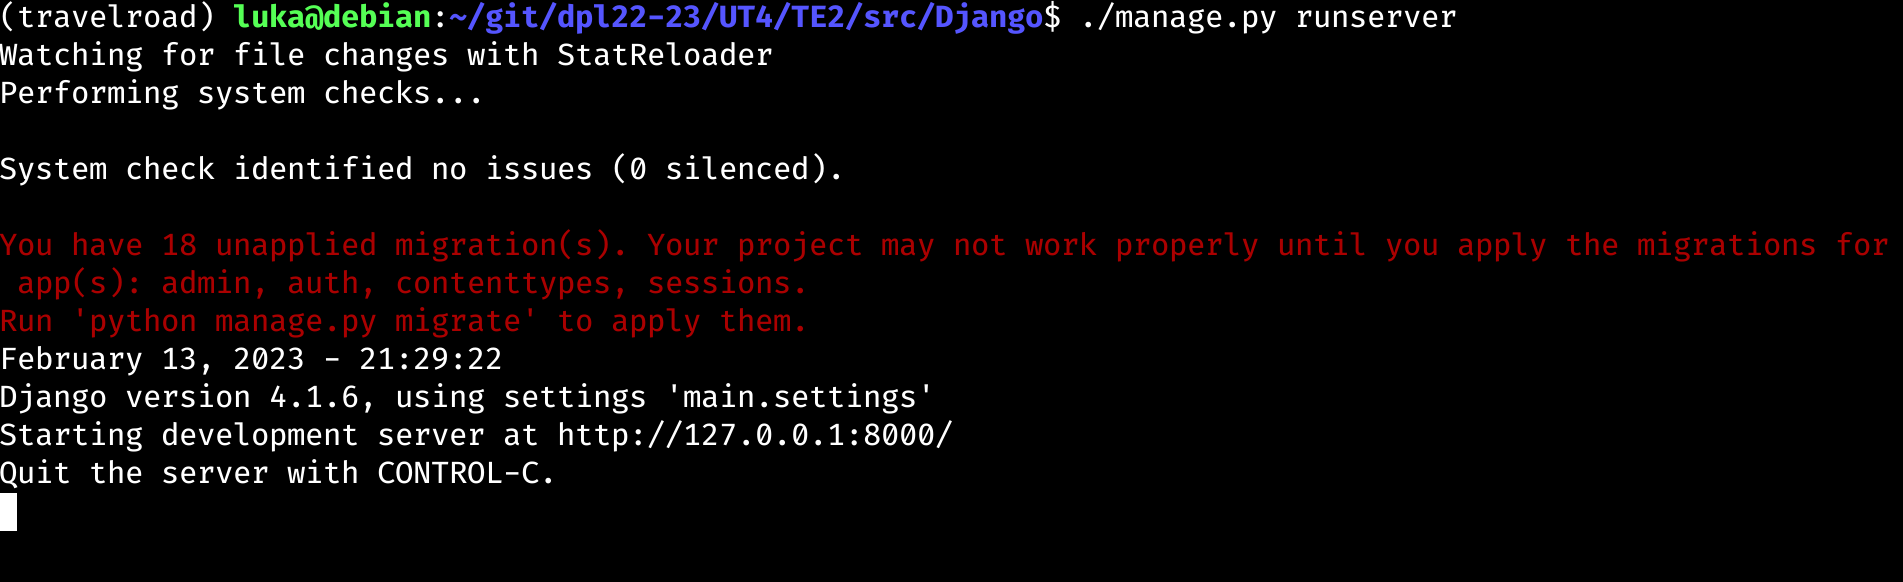 (travelroad) luka@debian:~/git/dpl22-23/UT4/TE2/src/Django$ ./manage.py runserver
Watching for file changes with StatReloader
Performing system checks...
System check identified no issues (0 silenced).
You have 18 unapplied migration(s). Your project may not work properly until you apply the migrations for
 app(s): admin, auth, contenttypes, sessions.
Run 'python manage.py migrate' to apply them.
February 13, 2023 - 21:29:22
Django version 4.1.6, using settings 'main.settings'
Starting development server at http://127.0.0.1:8000/
Quit the server with CONTROL-C.